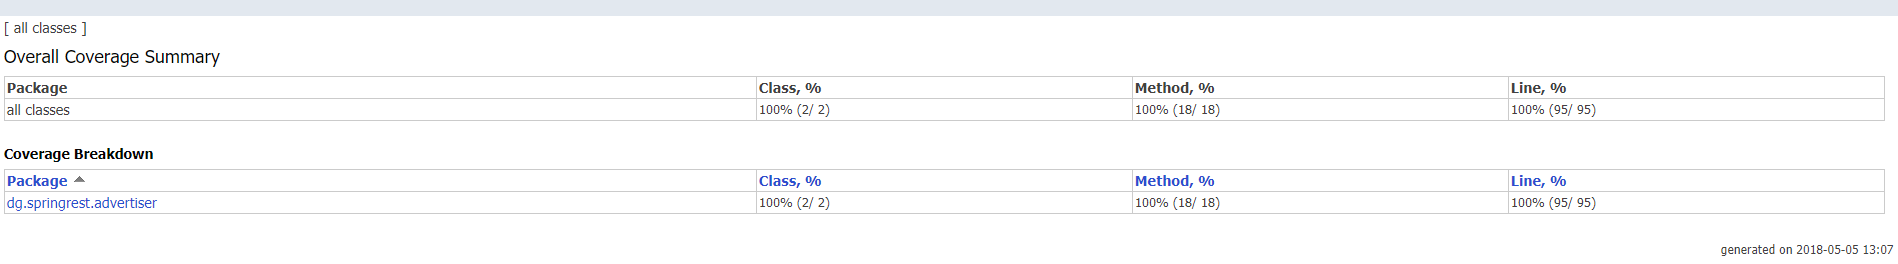 [ all classes ]
Overall Coverage Summary
Package Class, % Method, % Line, %
all classes 100% (2/ 2) 100% (18/ 18) 100% (95/ 95)
Coverage Breakdown
Package Class, % Method, % Line, %
dg.springrest.advertiser 100% (2/ 2) 100% (18/ 18) 100% (95/ 95)
generated on 2018-05-05 13:07